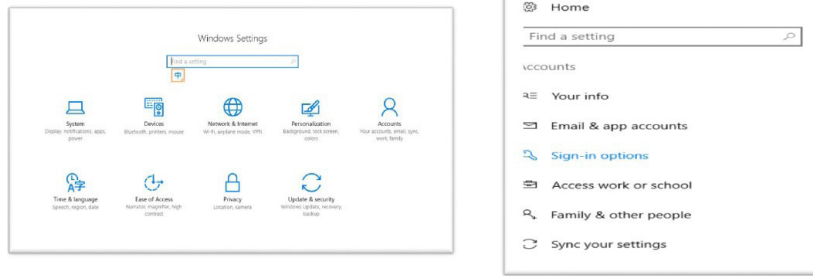 Windows Settings
Find a setting
中
System
Display, notifications, apps,
power
Devices
Bluetooth, printers, mouse
Network & Internet
Wi-Fi, airplane mode, VPN
Personalization
Background, lock screen,
colors
Accounts
Your accounts, email, sync,
work, family
Time & language
Speech, region, date
Ease of Access
Narrator, magnifier, high
contrast
Privacy
Location, camera
Update & security
Windows Update, recovery,
backup
Home
Find a setting
Accounts
Your info
Email & app accounts
Sign-in options
Access work or school
Family & other people
Sync your settings